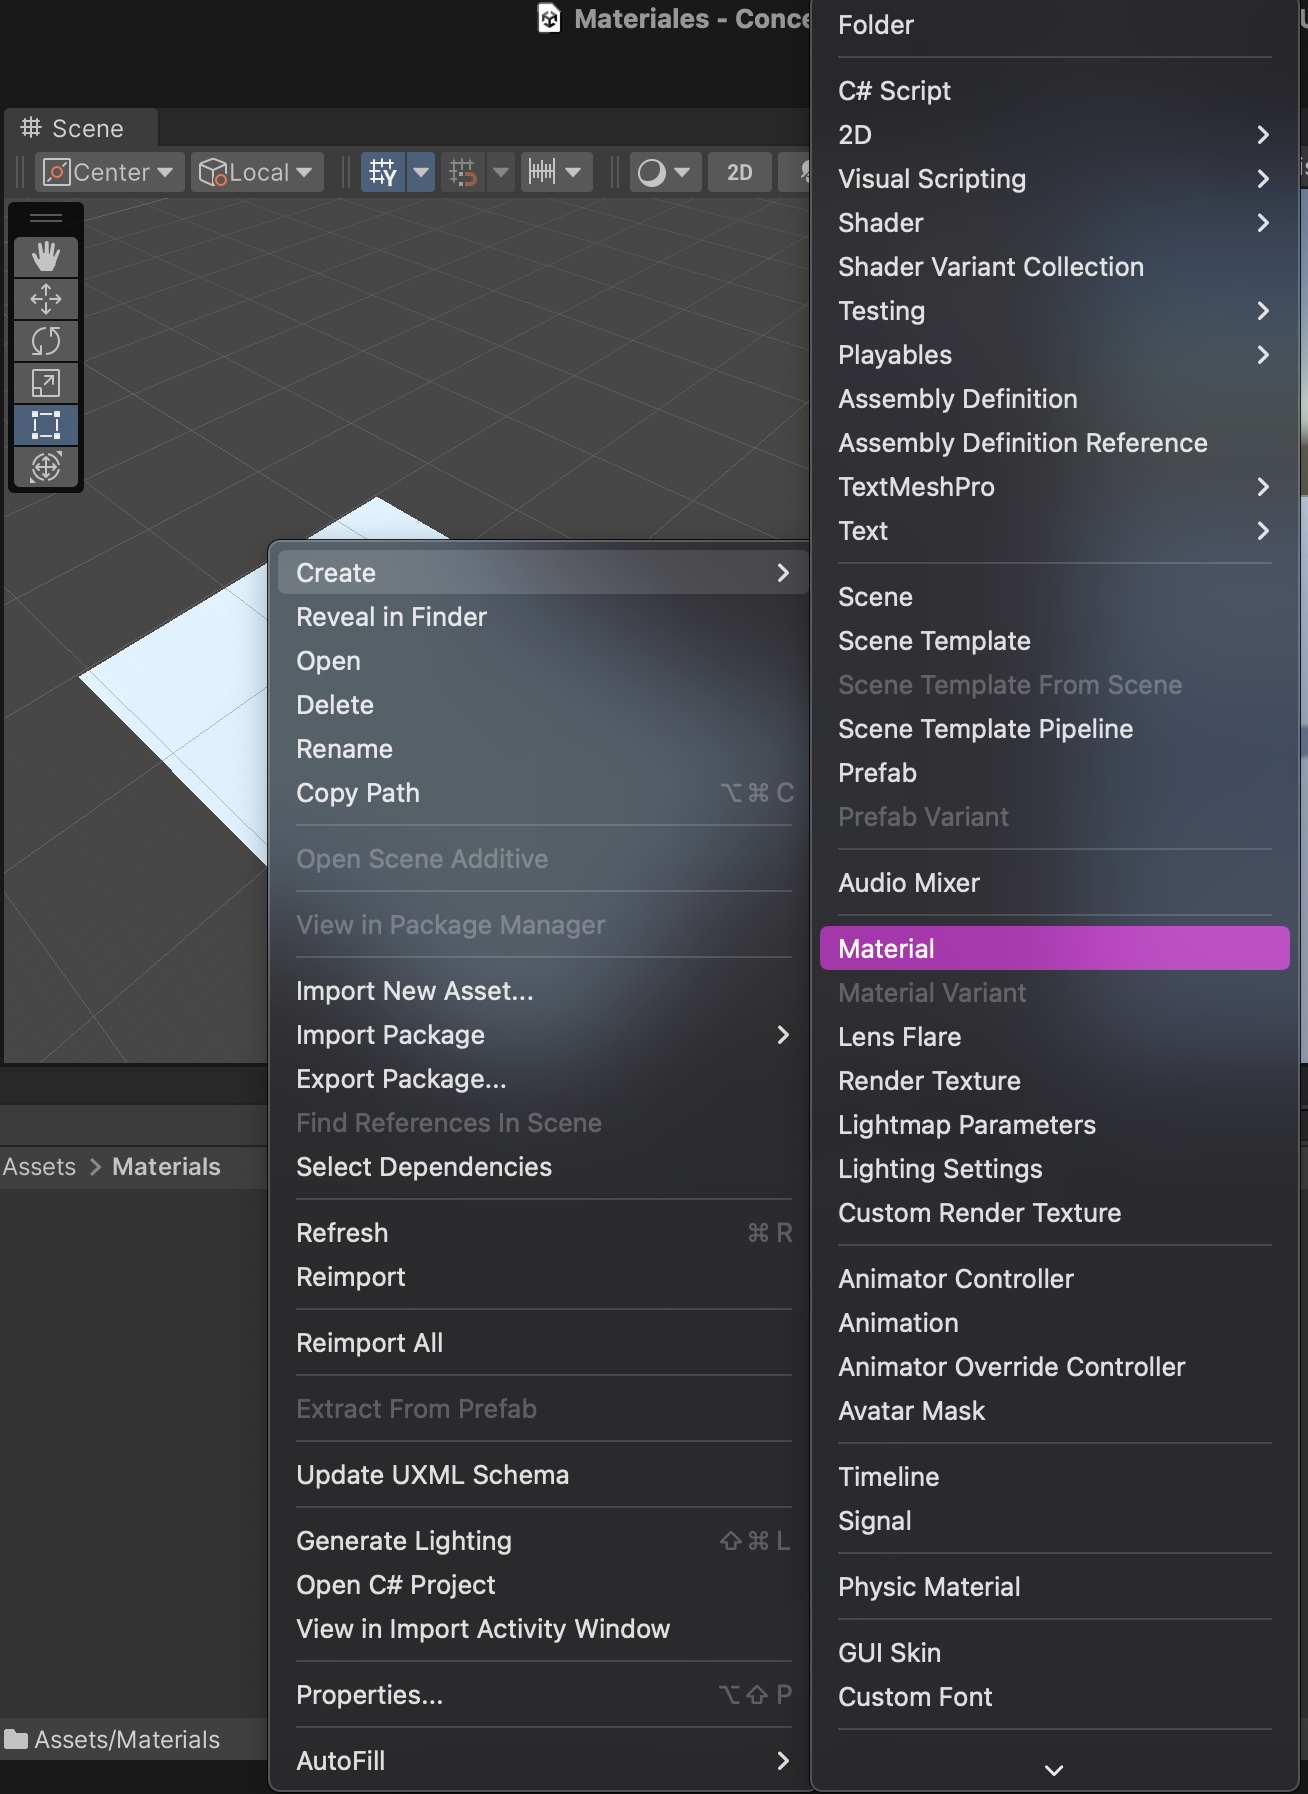 Materiales - Conce
Scene
Center
Local
2D
Folder
C# Script
2D
Visual Scripting
Shader
Shader Variant Collection
Testing
Playables
Assembly Definition
Assembly Definition Reference
TextMeshPro
Text
Scene
Scene Template
Scene Template From Scene
Scene Template Pipeline
Prefab
Prefab Variant
Audio Mixer
Material
Material Variant
Lens Flare
Render Texture
Lightmap Parameters
Lighting Settings
Custom Render Texture
Animator Controller
Animation
Animator Override Controller
Avatar Mask
Timeline
Signal
Physic Material
GUI Skin
Custom Font
Create
Reveal in Finder
Open
Delete
Rename
Copy Path ⌥⌘ C
Open Scene Additive
View in Package Manager
Import New Asset...
Import Package
Export Package...
Find References In Scene
Select Dependencies
Refresh ⌘ R
Reimport
Reimport All
Extract From Prefab
Update UXML Schema
Generate Lighting ⇧⌘ L
Open C# Project
View in Import Activity Window
Properties... ⌥⇧ P
AutoFill
Assets > Materials
Assets/Materials